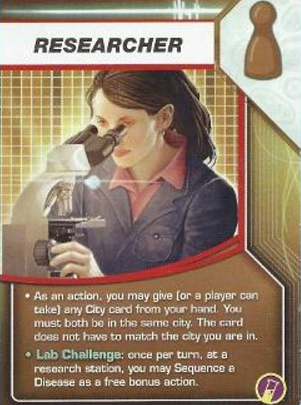 RESEARCHER
• As an action, you may give (or a player can
take) any City card from your hand. You
must both be in the same city. The card
does not have to match the city you are in.
• Lab Challenge: once per turn, at a
research station, you may Sequence a
Disease as a free bonus action.